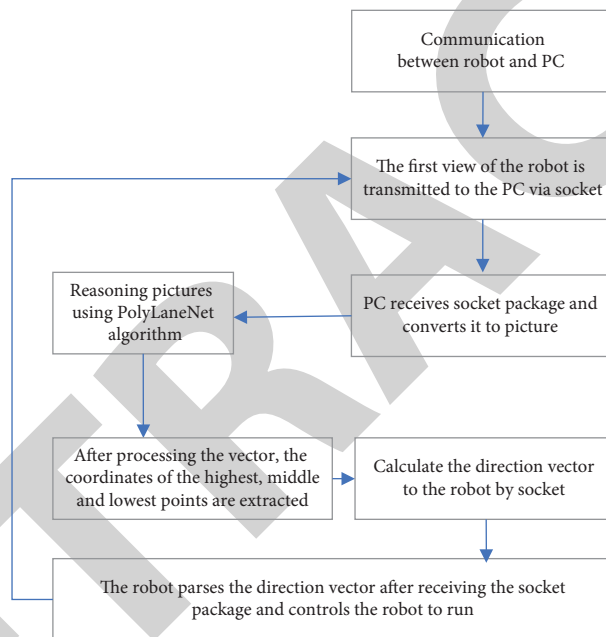 Communication
between robot and PC
The first view of the robot is
transmitted to the PC via socket
PC receives socket package and
converts it to picture
Reasoning pictures
using PolyLaneNet
algorithm
After processing the vector, the
coordinates of the highest, middle
and lowest points are extracted
Calculate the direction vector
to the robot by socket
The robot parses the direction vector after receiving the socket
package and controls the robot to run